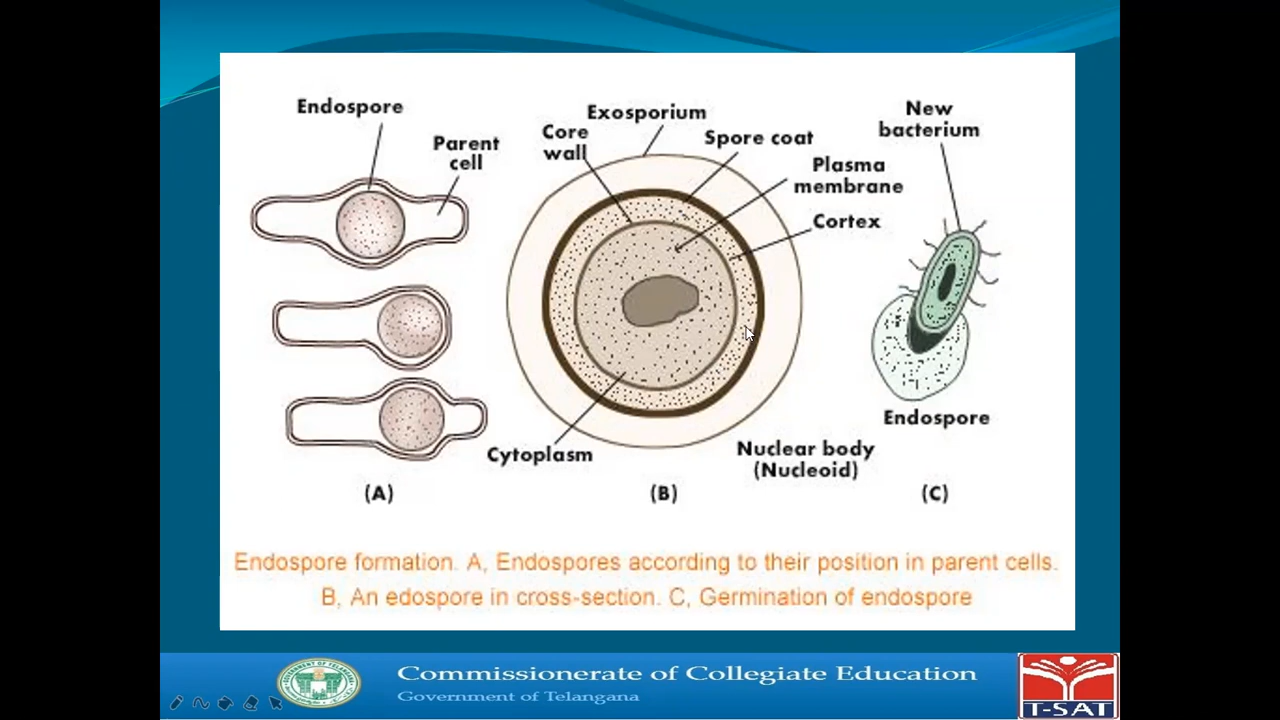 Endospore
Parent
cell
(A)
Exosporium
Core
wall
Spore coat
Plasma
membrane
Cortex
Cytoplasm
Nuclear body
(Nucleoid)
(B)
New
bacterium
Endospore
(C)
Endospore formation. A, Endospores according to their position in parent cells.
B, An edospore in cross-section. C, Germination of endospore
Commissionerate of Collegiate Education
Government of Telangana
T-SAT